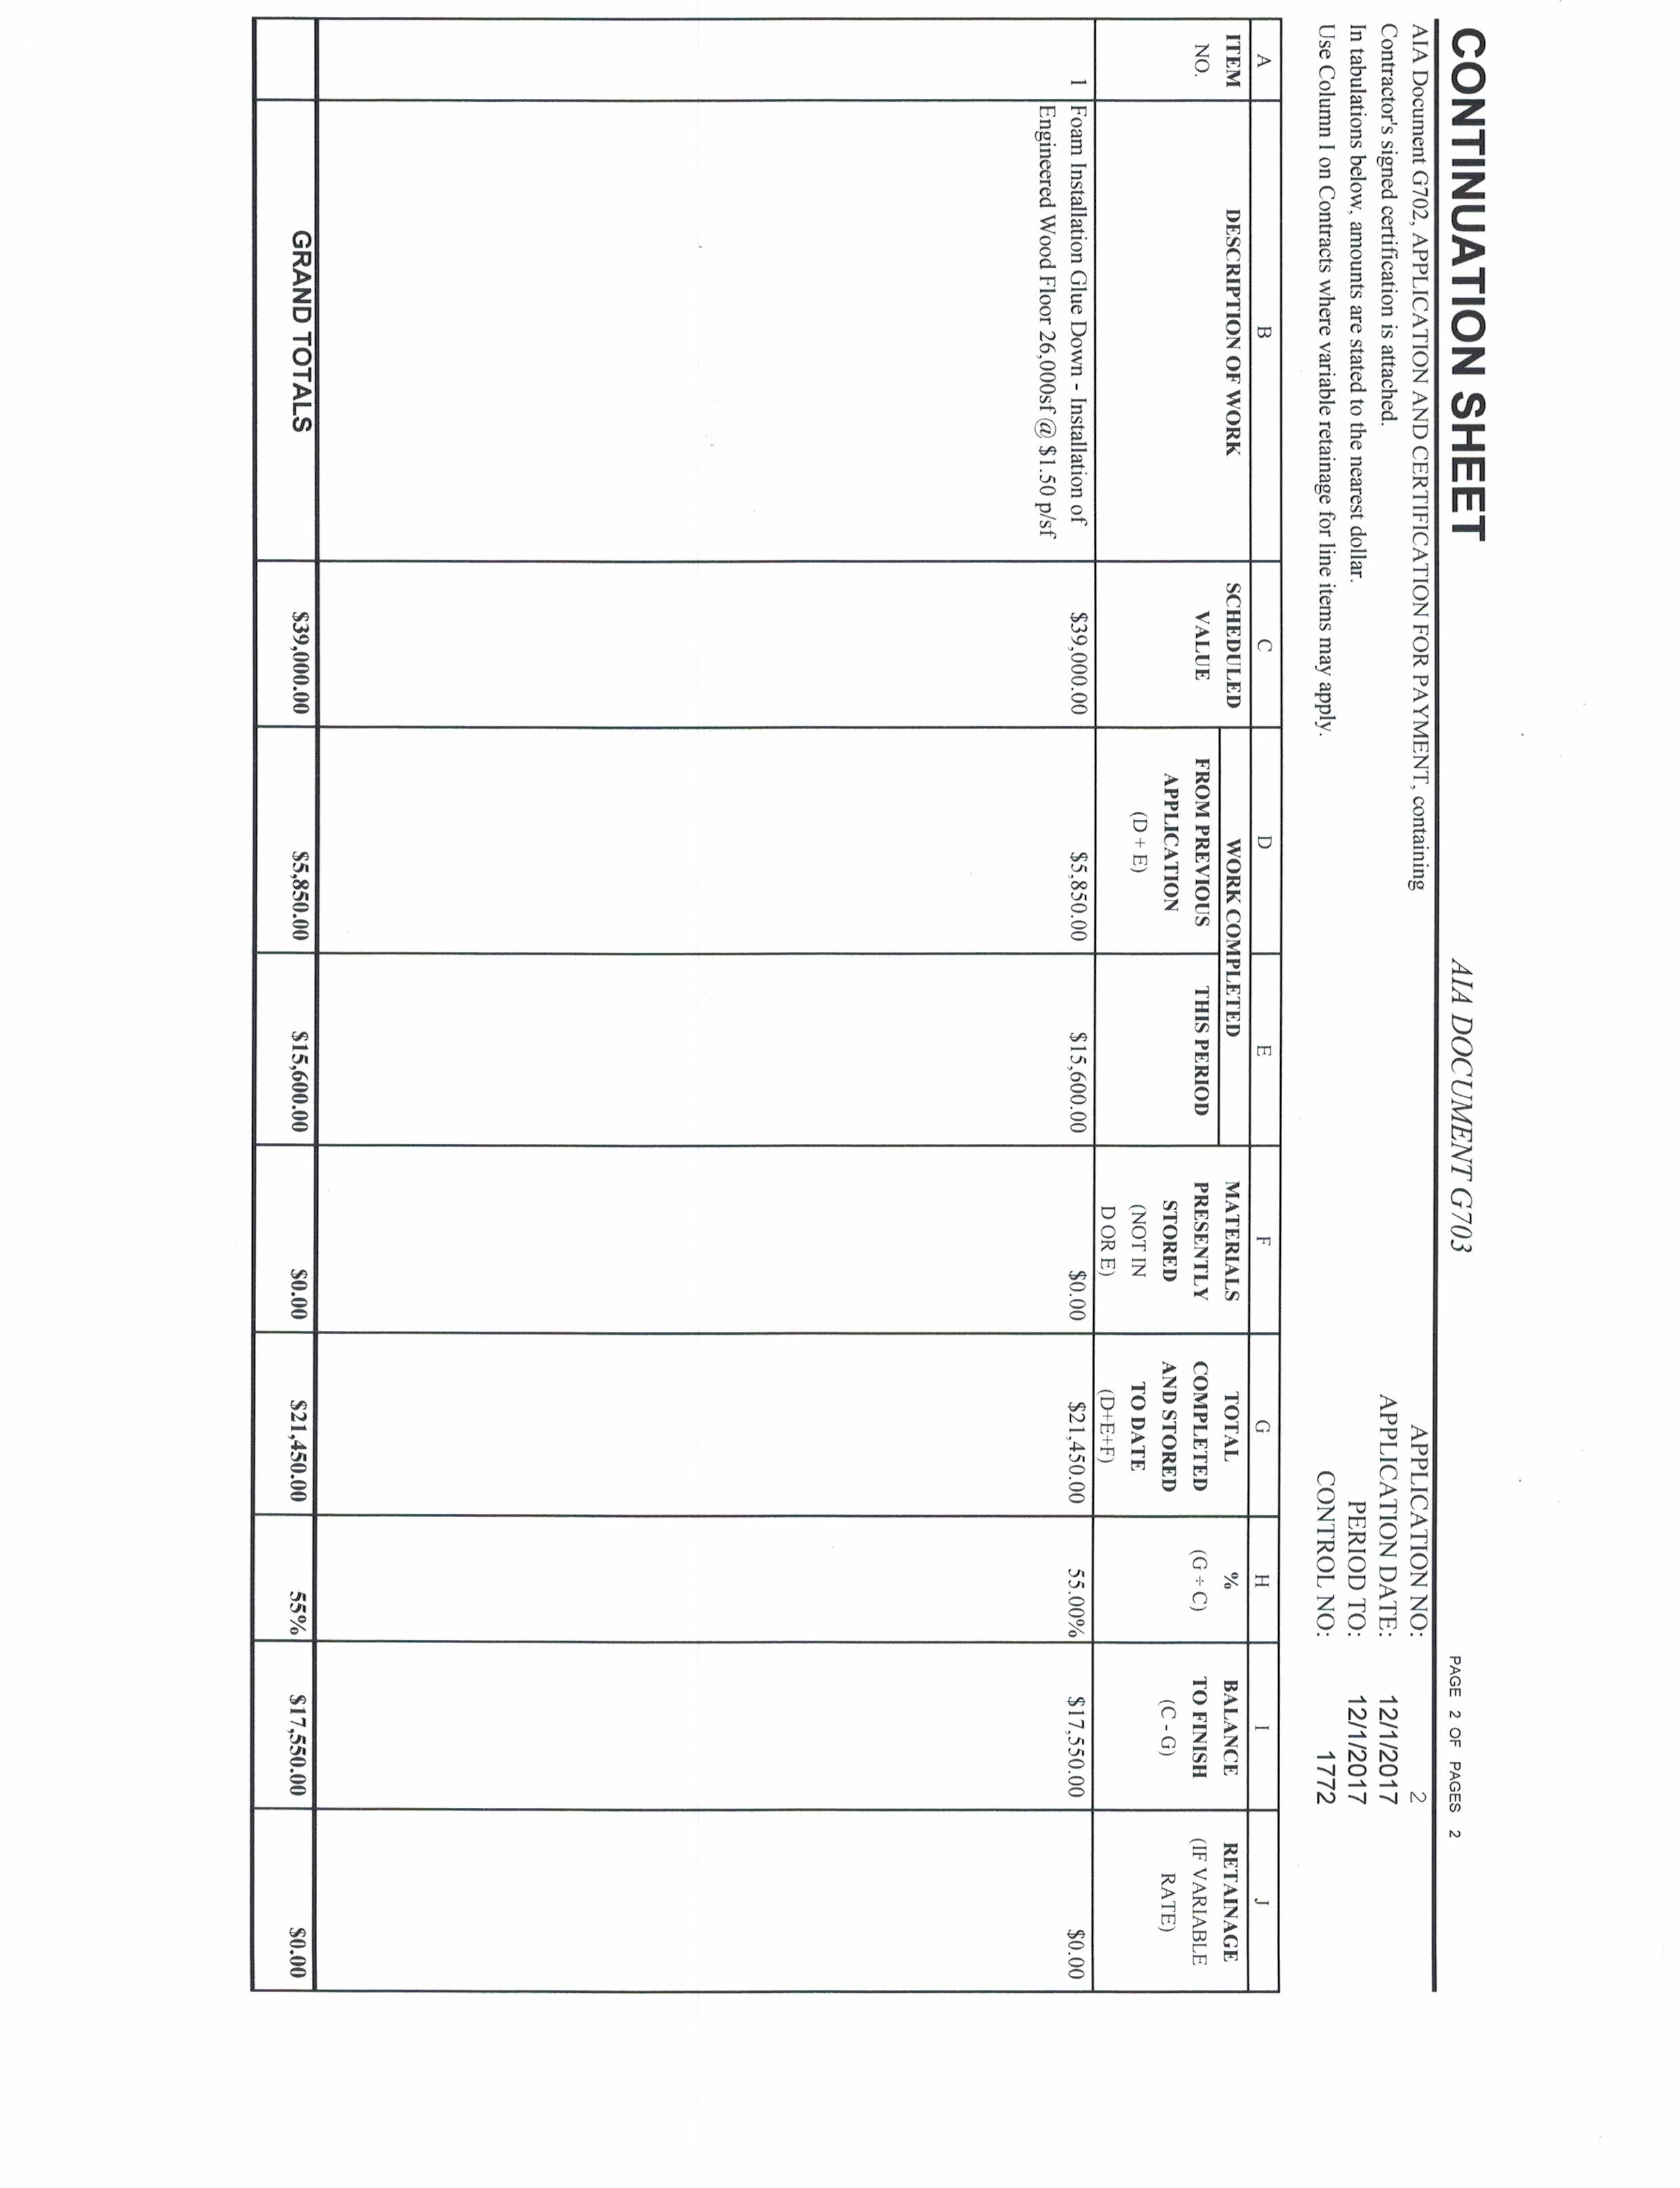 CONTINUATION SHEET
AIA DOCUMENT G703
PAGE 2 OF PAGES 2
AIA Document G702, APPLICATION AND CERTIFICATION FOR PAYMENT, containing
Contractor's signed certification is attached.
In tabulations below, amounts are stated to the nearest dollar.
Use Column I on Contracts where variable retainage for line items may apply.
APPLICATION NO: 2
APPLICATION DATE: 12/1/2017
PERIOD TO: 12/1/2017
CONTROL NO: 1772
A B C D E F G H I J
ITEM
NO.
DESCRIPTION OF WORK
SCHEDULED
VALUE
WORK COMPLETED
FROM PREVIOUS
APPLICATION
(D + E)
THIS PERIOD
MATERIALS
PRESENTLY
STORED
(NOT IN
D OR E)
TOTAL
COMPLETED
AND STORED
TO DATE
(D+E+F)
%
(G ÷ C)
BALANCE
TO FINISH
(C - G)
RETAINAGE
(IF VARIABLE
RATE)
1 Foam Installation Glue Down - Installation of $39,000.00 $5,850.00 $15,600.00 $0.00 $21,450.00 55.00% $17,550.00 $0.00
Engineered Wood Floor 26,000sf @ $1.50 p/sf
GRAND TOTALS $39,000.00 $5,850.00 $15,600.00 $0.00 $21,450.00 55% $17,550.00 $0.00